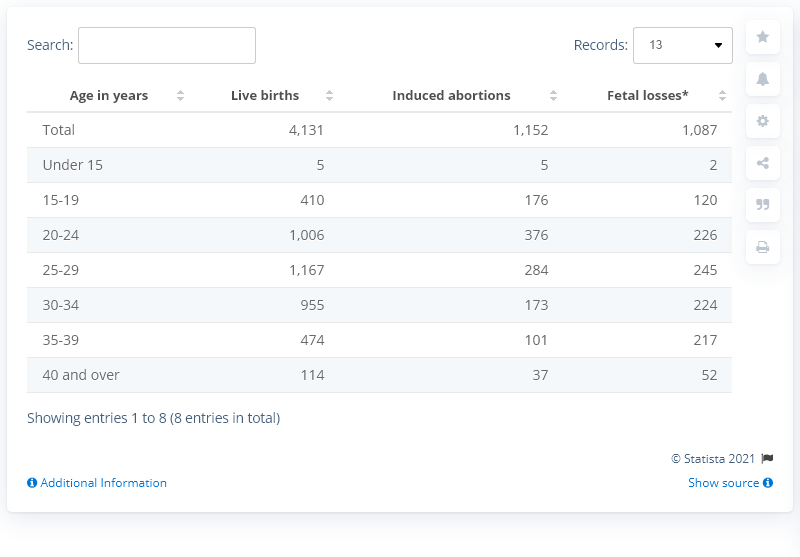 Search:
Records: 13
Age in years Live births Induced abortions Fetal losses*
Total 4,131 1,152 1,087
Under 15 5 5 2
15-19 410 176 120
20-24 1,006 376 226
25-29 1,167 284 245
30-34 955 173 224
35-39 474 101 217
40 and over 114 37 52
Showing entries 1 to 8 (8 entries in total)
© Statista 2021
Additional Information Show source